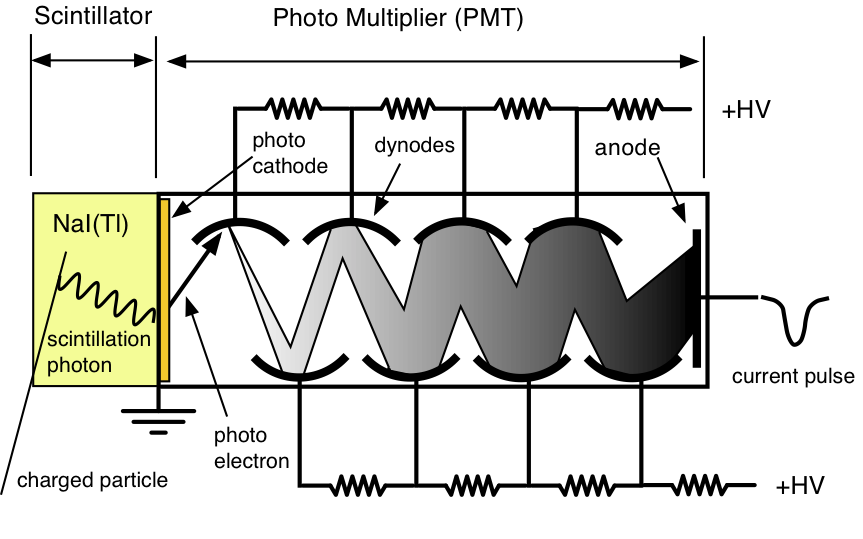 Scintillator
Photo Multiplier (PMT)
+HV
photo
cathode
dynodes
anode
NaI(Tl)
scintillation
photon
current pulse
photo
electron
charged particle
+HV